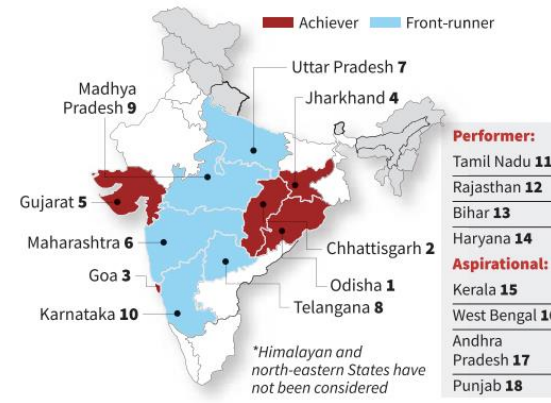 Achiever
Front-runner
Uttar Pradesh 7
Madhya
Pradesh 9
Jharkhand 4
Gujarat 5
Maharashtra 6
Goa 3
Karnataka 10
Chhattisgarh 2
Odisha 1
Telangana 8
*Himalayan and
north-eastern States have
not been considered
Performer:
Tamil Nadu 11
Rajasthan 12
Bihar 13
Haryana 14
Aspirational:
Kerala 15
West Bengal
Andhra
Pradesh 17
Punjab 18